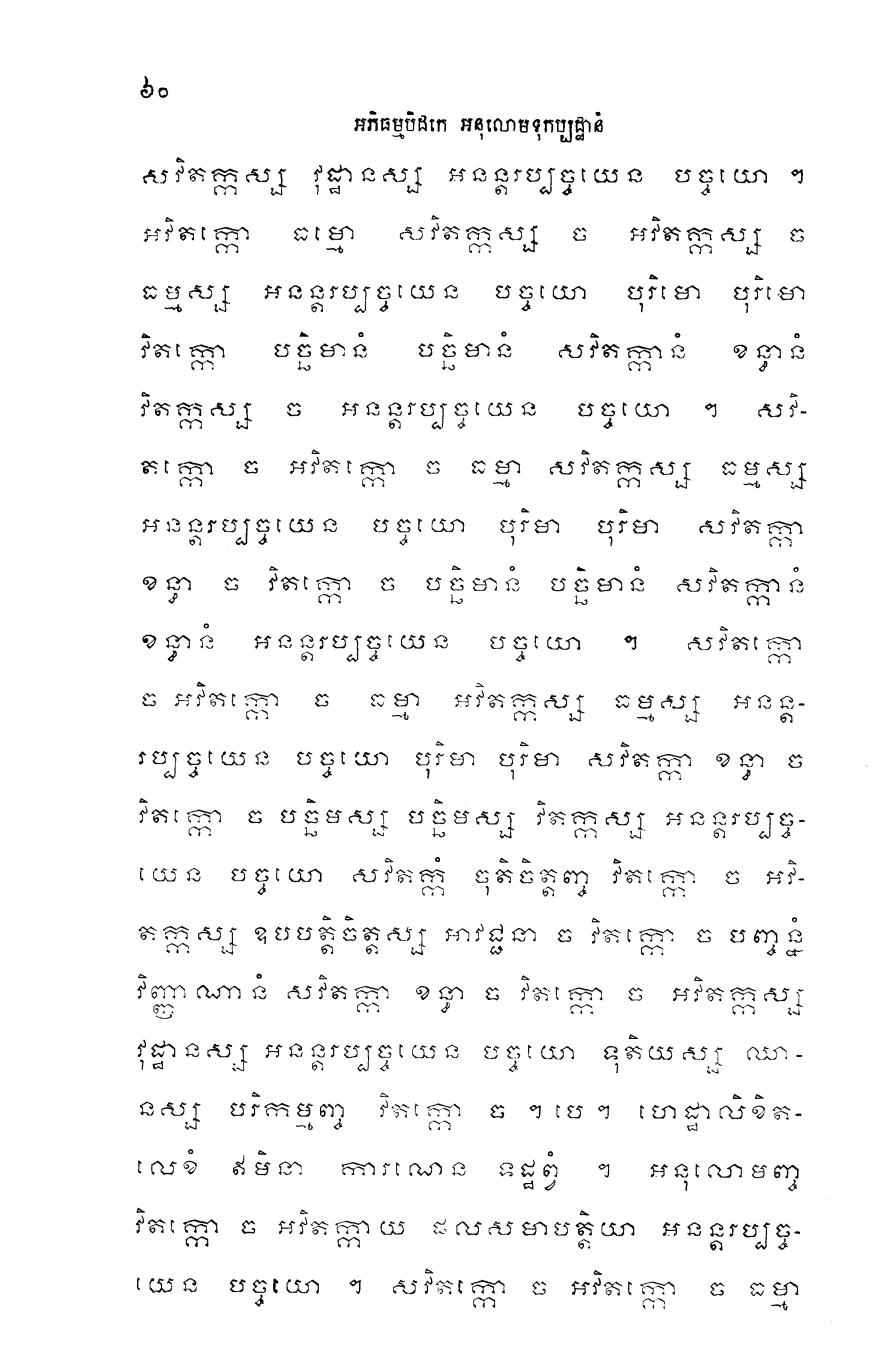 ៦០
អភិធម្មបិដកេ អនុលោមទុកប្បដ្ឋានំ
សវិតក្កស្ស វុដ្ឋានស្ស អនន្តរប្បច្ចយេន បច្ចយោ ។
អវិតក្កោ ធម្មោ សវិតក្កស្ស ច អវិតក្កស្ស ច
ធម្មស្ស អនន្តរប្បច្ចយេន បច្ចយោ បុរិមោ បុរិមោ
វិតក្កោ បច្ឆិមានំ បច្ឆិមានំ សវិតក្កានំ ខន្ធានំ
វិតក្កស្ស ច អនន្តរប្បច្ចយេន បច្ចយោ ។ សវិ-
តក្កោ ច អវិតក្កោ ច ធម្មា សវិតក្កស្ស ធម្មស្ស
អនន្តរប្បច្ចយេន បច្ចយោ បុរិមា បុរិមា សវិតក្កា
ខន្ធា ច វិតក្កោ ច បច្ឆិមានំ បច្ឆិមានំ សវិតក្កានំ
ខន្ធានំ អនន្តរប្បច្ចយេន បច្ចយោ ។ សវិតក្កោ
ច អវិតក្កោ ច ធម្មា អវិតក្កស្ស ធម្មស្ស អនន្ត-
រប្បច្ចយេន បច្ចយោ បុរិមា បុរិមា សវិតក្កា ខន្ធា ច
វិតក្កោ ច បច្ឆិមស្ស បច្ឆិមស្ស វិតក្កស្ស អនន្តរប្បច្ច-
យេន បច្ចយោ សវិតក្កំ ចុតិចិត្តញ្ច វិតក្កោ ច អវិ-
តក្កស្ស ឧបបត្តិចិត្តស្ស អាវជ្ជនា ច វិតក្កោ ច បញ្ចន្នំ
វិញ្ញាណានំ សវិតក្កា ខន្ធា ច វិតក្កោ ច អវិតក្កស្ស
វុដ្ឋានស្ស អនន្តរប្បច្ចយេន បច្ចយោ ទុតិយស្ស ឈា-
នស្ស បរិកម្មញ្ច វិតក្កោ ច ។ បេ ។ ហេដ្ឋាលិខិត-
លេខំ ឥមិនា ការណេន ទដ្ឋព្វំ ។ អនុលោមញ្ច
វិតក្កោ ច អវិតក្កាយ ផលសមាបត្តិយា អនន្តរប្បច្ច-
យេន បច្ចយោ ។ សវិតក្កោ ច អវិតក្កោ ច ធម្មា